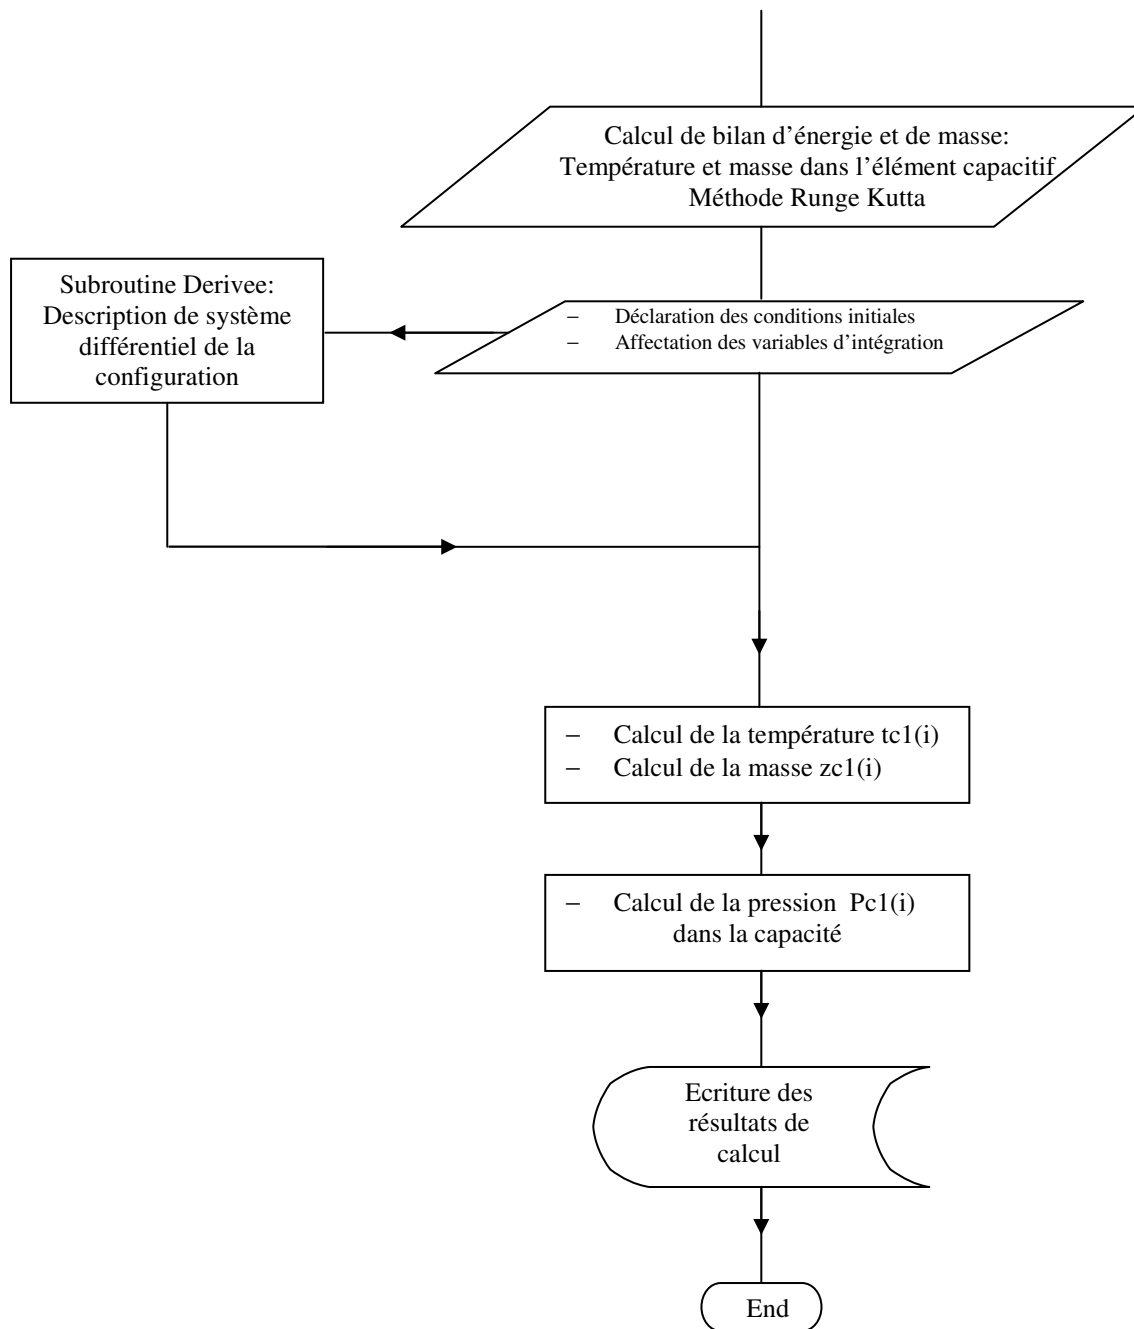 Calcul de bilan d’énergie et de masse:
Température et masse dans l’élément capacitif
Méthode Runge Kutta
Subroutine Derivee:
Description de système
différentiel de la
configuration
– Déclaration des conditions initiales
– Affectation des variables d’intégration
– Calcul de la température tc1(i)
– Calcul de la masse zc1(i)
– Calcul de la pression Pc1(i)
dans la capacité
Ecriture des
résultats de
calcul
End